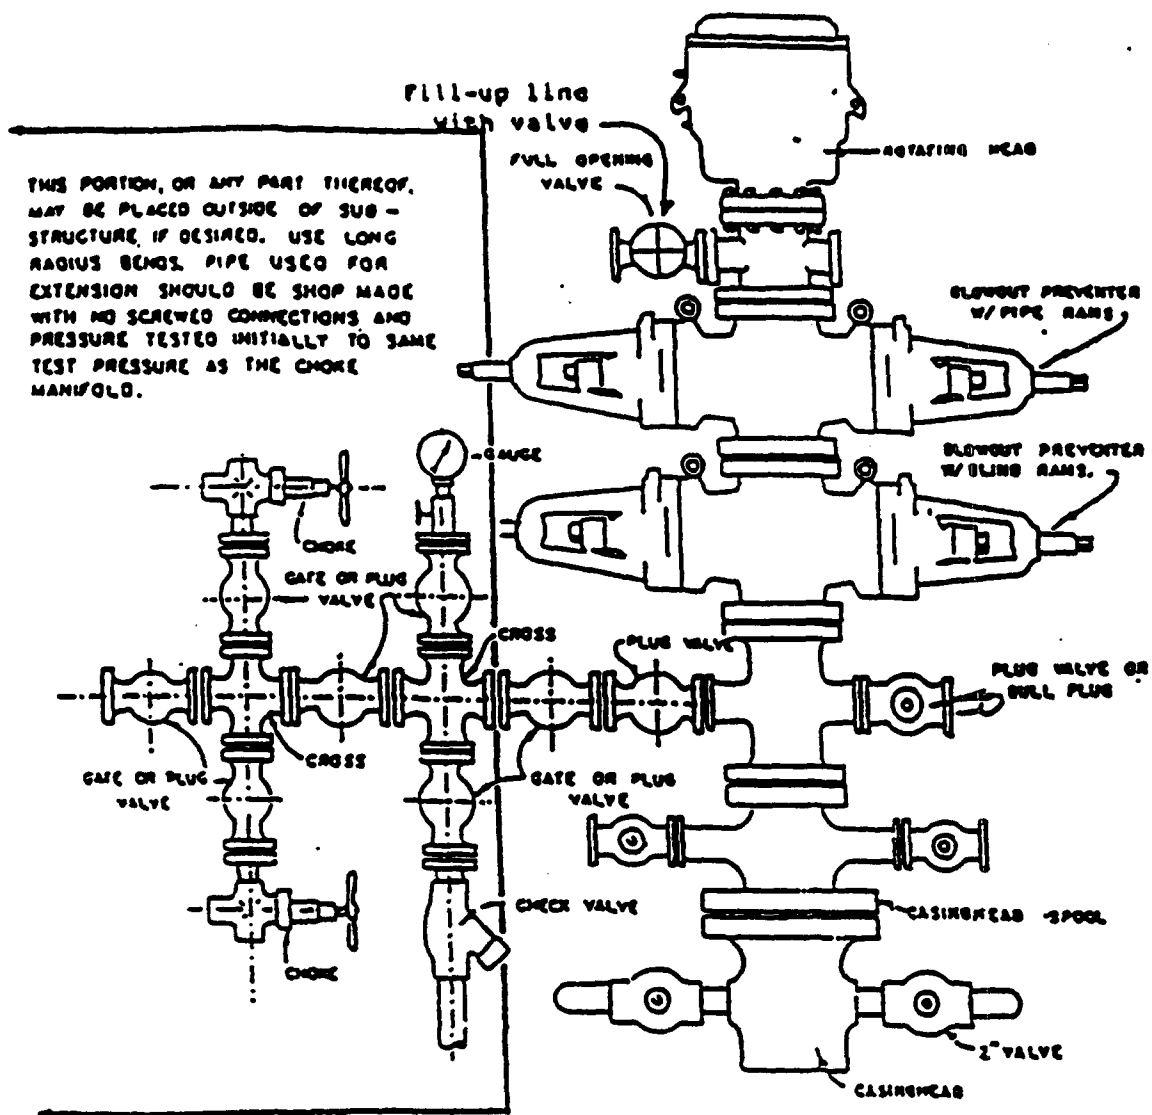 Fill-up line
with valve
FULL OPENING
VALVE
ROTATING HEAD
THIS PORTION, OR ANY PART THEREOF,
MAY BE PLACED OUTSIDE OF SUB-
STRUCTURE, IF DESIRED. USE LONG
RADIUS BENDS. PIPE USED FOR
EXTENSION SHOULD BE SHOP MADE
WITH NO SCREWED CONNECTIONS AND
PRESSURE TESTED INITIALLY TO SAME
TEST PRESSURE AS THE CHOKE
MANIFOLD.
BLOWOUT PREVENTER
W/ PIPE RAMS.
GAUGE
BLOWOUT PREVENTER
W/ BLIND RAMS.
CHOKE
GATE OR PLUG
VALVE
CROSS
PLUG VALVE
PLUG VALVE OR
BULL PLUG
CROSS
GATE OR PLUG
VALVE
GATE OR PLUG
VALVE
CHECK VALVE
CASINGHEAD SPOOL
CHOKE
2" VALVE
CASINGHEAD